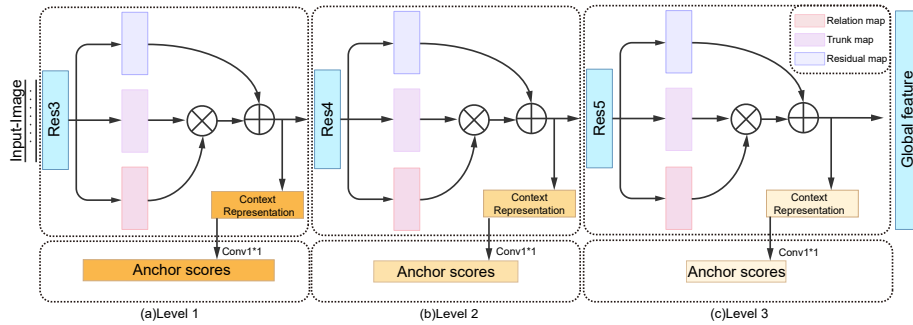 Input-Image
Res3
Context
Representation
Conv1*1
Anchor scores
(a)Level 1
Res4
Context
Representation
Conv1*1
Anchor scores
(b)Level 2
Res5
Context
Representation
Conv1*1
Anchor scores
(c)Level 3
Relation map
Trunk map
Residual map
Global feature